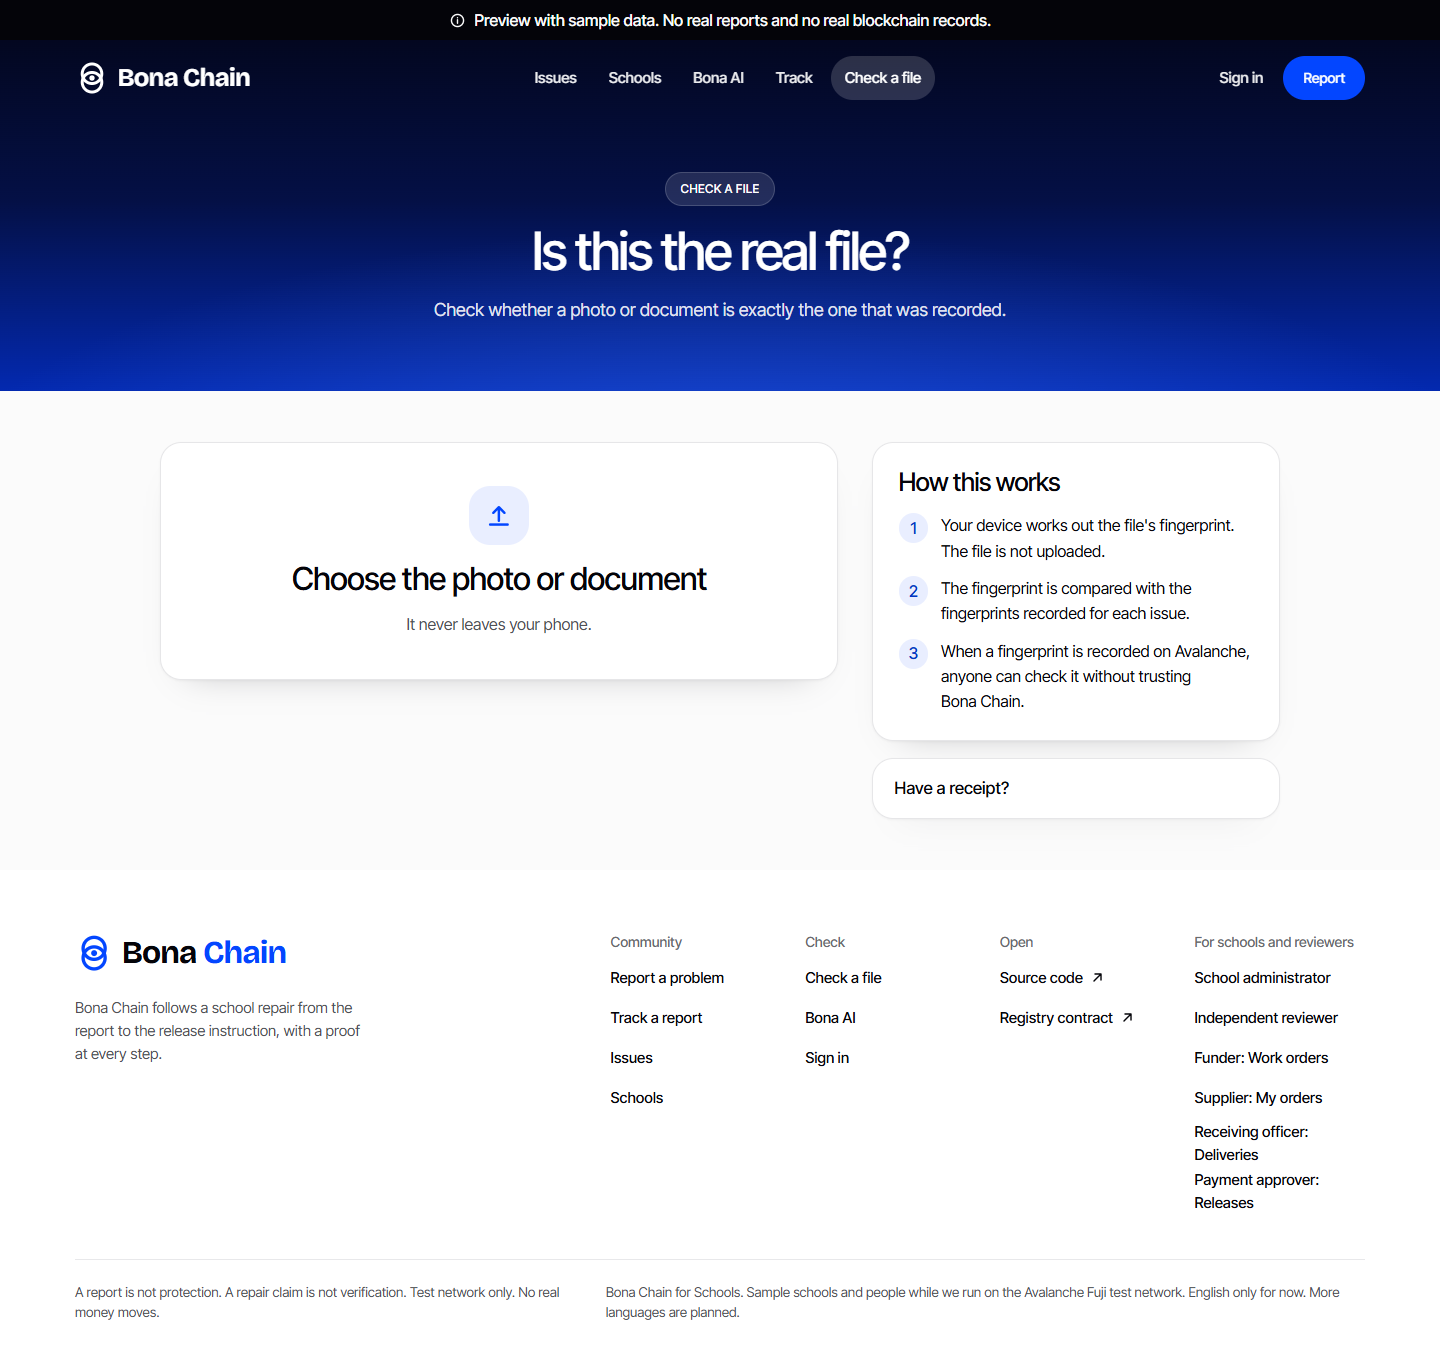 Preview with sample data. No real reports and no real blockchain records.
Bona Chain
Issues
Schools
Bona AI
Track
Check a file
Sign in
Report
CHECK A FILE
Is this the real file?
Check whether a photo or document is exactly the one that was recorded.
Choose the photo or document
It never leaves your phone.
How this works
1
Your device works out the file's fingerprint.
The file is not uploaded.
2
The fingerprint is compared with the
fingerprints recorded for each issue.
3
When a fingerprint is recorded on Avalanche,
anyone can check it without trusting
Bona Chain.
Have a receipt?
Bona Chain
Bona Chain follows a school repair from the
report to the release instruction, with a proof
at every step.
Community
Report a problem
Track a report
Issues
Schools
Check
Check a file
Bona AI
Sign in
Open
Source code
Registry contract
For schools and reviewers
School administrator
Independent reviewer
Funder: Work orders
Supplier: My orders
Receiving officer:
Deliveries
Payment approver:
Releases
A report is not protection. A repair claim is not verification. Test network only. No real
money moves.
Bona Chain for Schools. Sample schools and people while we run on the Avalanche Fuji test network. English only for now. More
languages are planned.